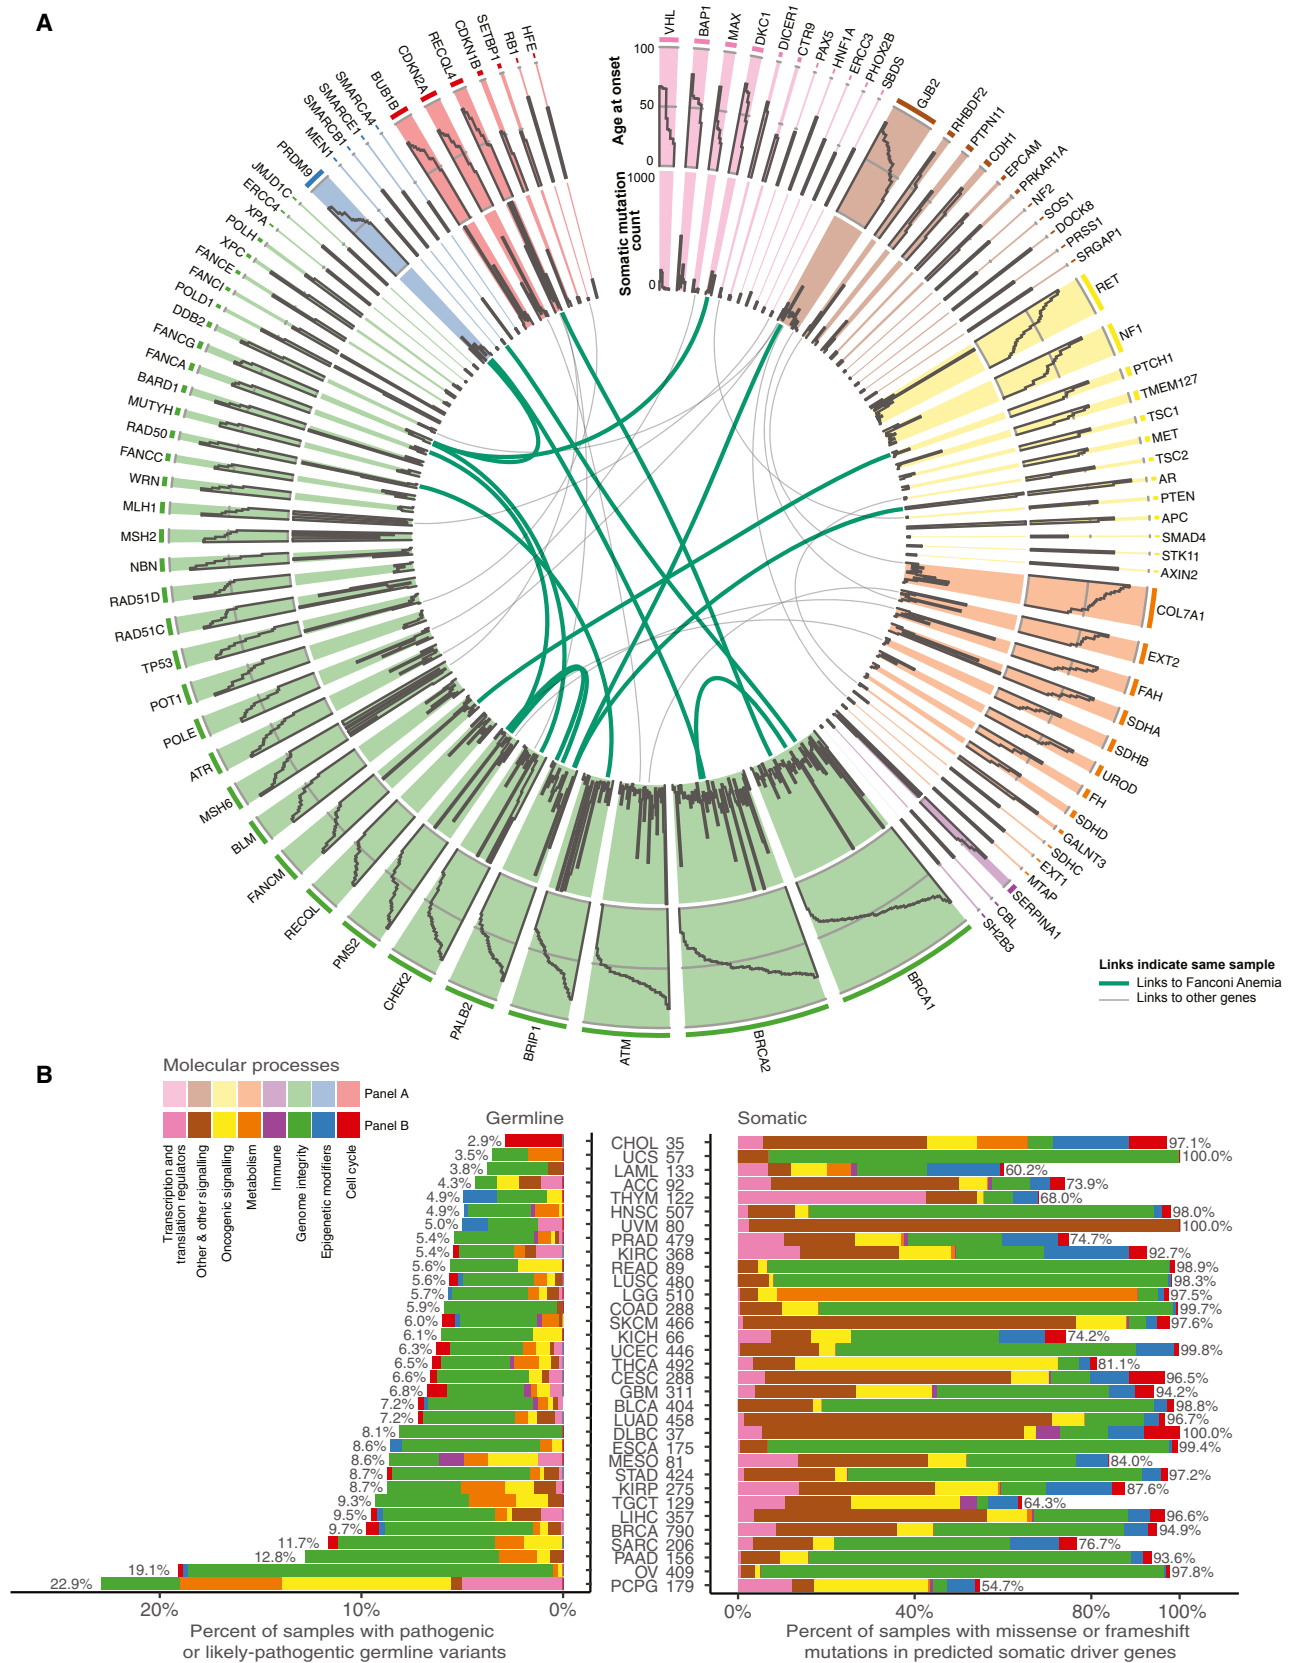 A
HFE
RB1
SETBP1
CDKN1B
RECQL4
CDKN2A
BUB1B
SMARCA4
SMARCE1
SMARCB1
MEN1
PRDM9
JMJD1C
ERCC4
XPA
POLH
XPC
FANCE
FANCI
POLD1
DDB2
FANCG
FANCA
BARD1
MUTYH
RAD50
FANCC
WRN
MLH1
MSH2
NBN
RAD51D
RAD51C
TP53
POT1
POLE
ATR
MSH6
BLM
FANCM
RECQL
PMS2
CHEK2
PALB2
BRIP1
ATM
BRCA2
BRCA1
VHL
BAP1
MAX
DKC1
DICER1
CTR9
PAX5
HNF1A
ERCC3
PHOX2B
SBDS
GJB2
RHBDF2
PTPN11
CDH1
EPCAM
PRKAR1A
NF2
SOS1
DOCK8
PRSS1
SRGAP1
RET
NF1
PTCH1
TMEM127
TSC1
MET
TSC2
AR
PTEN
APC
SMAD4
STK11
AXIN2
COL7A1
EXT2
FAH
SDHA
SDHB
UROD
FH
SDHD
GALNT3
SDHC
EXT1
MTAP
SERPINA1
CBL
SH2B3
Age at onset
100
50
0
Somatic mutation
count
1000
0
Links indicate same sample
Links to Fanconi Anemia
Links to other genes
B
Molecular processes
Panel A
Panel B
Transcription and
translation regulators
Other & other signalling
Oncogenic signalling
Metabolism
Immune
Genome integrity
Epigenetic modifiers
Cell cycle
Germline
Somatic
2.9% CHOL 35 97.1%
3.5% UCS 57 100.0%
3.8% LAML 133 60.2%
4.3% ACC 92 73.9%
4.9% THYM 122 68.0%
4.9% HNSC 507 98.0%
5.0% UVM 80 100.0%
5.4% PRAD 479 74.7%
5.4% KIRC 368 92.7%
5.6% READ 89 98.9%
5.6% LUSC 480 98.3%
5.7% LGG 510 97.5%
5.9% COAD 288 99.7%
6.0% SKCM 466 97.6%
6.1% KICH 66 74.2%
6.3% UCEC 446 99.8%
6.5% THCA 492 81.1%
6.6% CESC 288 96.5%
6.8% GBM 311 94.2%
7.2% BLCA 404 98.8%
7.2% LUAD 458 96.7%
8.1% DLBC 37 100.0%
8.6% ESCA 175 99.4%
8.6% MESO 81 84.0%
8.7% STAD 424 97.2%
8.7% KIRP 275 87.6%
9.3% TGCT 129 64.3%
9.5% LIHC 357 96.6%
9.7% BRCA 790 94.9%
11.7% SARC 206 76.7%
12.8% PAAD 156 93.6%
19.1% OV 409 97.8%
22.9% PCPG 179 54.7%
20% 10% 0%
0% 40% 80% 100%
Percent of samples with pathogenic
or likely-pathogentic germline variants
Percent of samples with missense or frameshift
mutations in predicted somatic driver genes